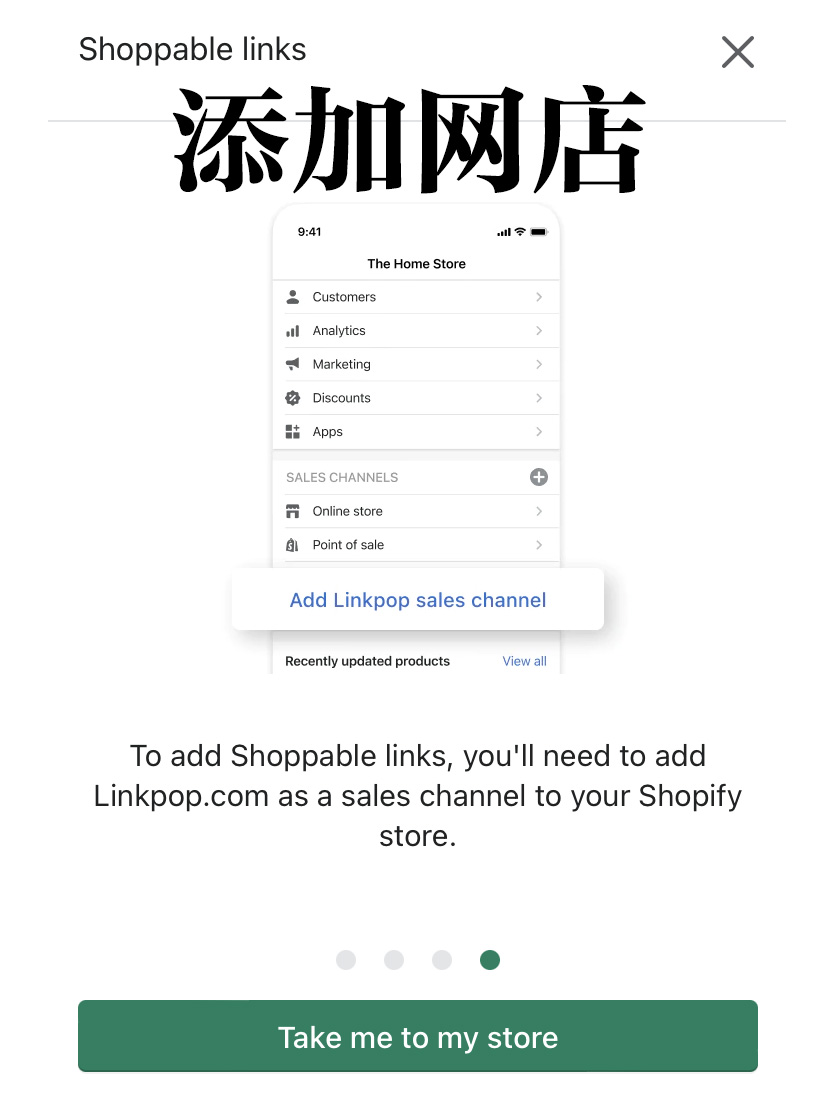 Shoppable links
添加网店
9:41
The Home Store
Customers
Analytics
Marketing
Discounts
Apps
SALES CHANNELS
Online store
Point of sale
Add Linkpop sales channel
Recently updated products View all
To add Shoppable links, you'll need to add
Linkpop.com as a sales channel to your Shopify
store.
Take me to my store